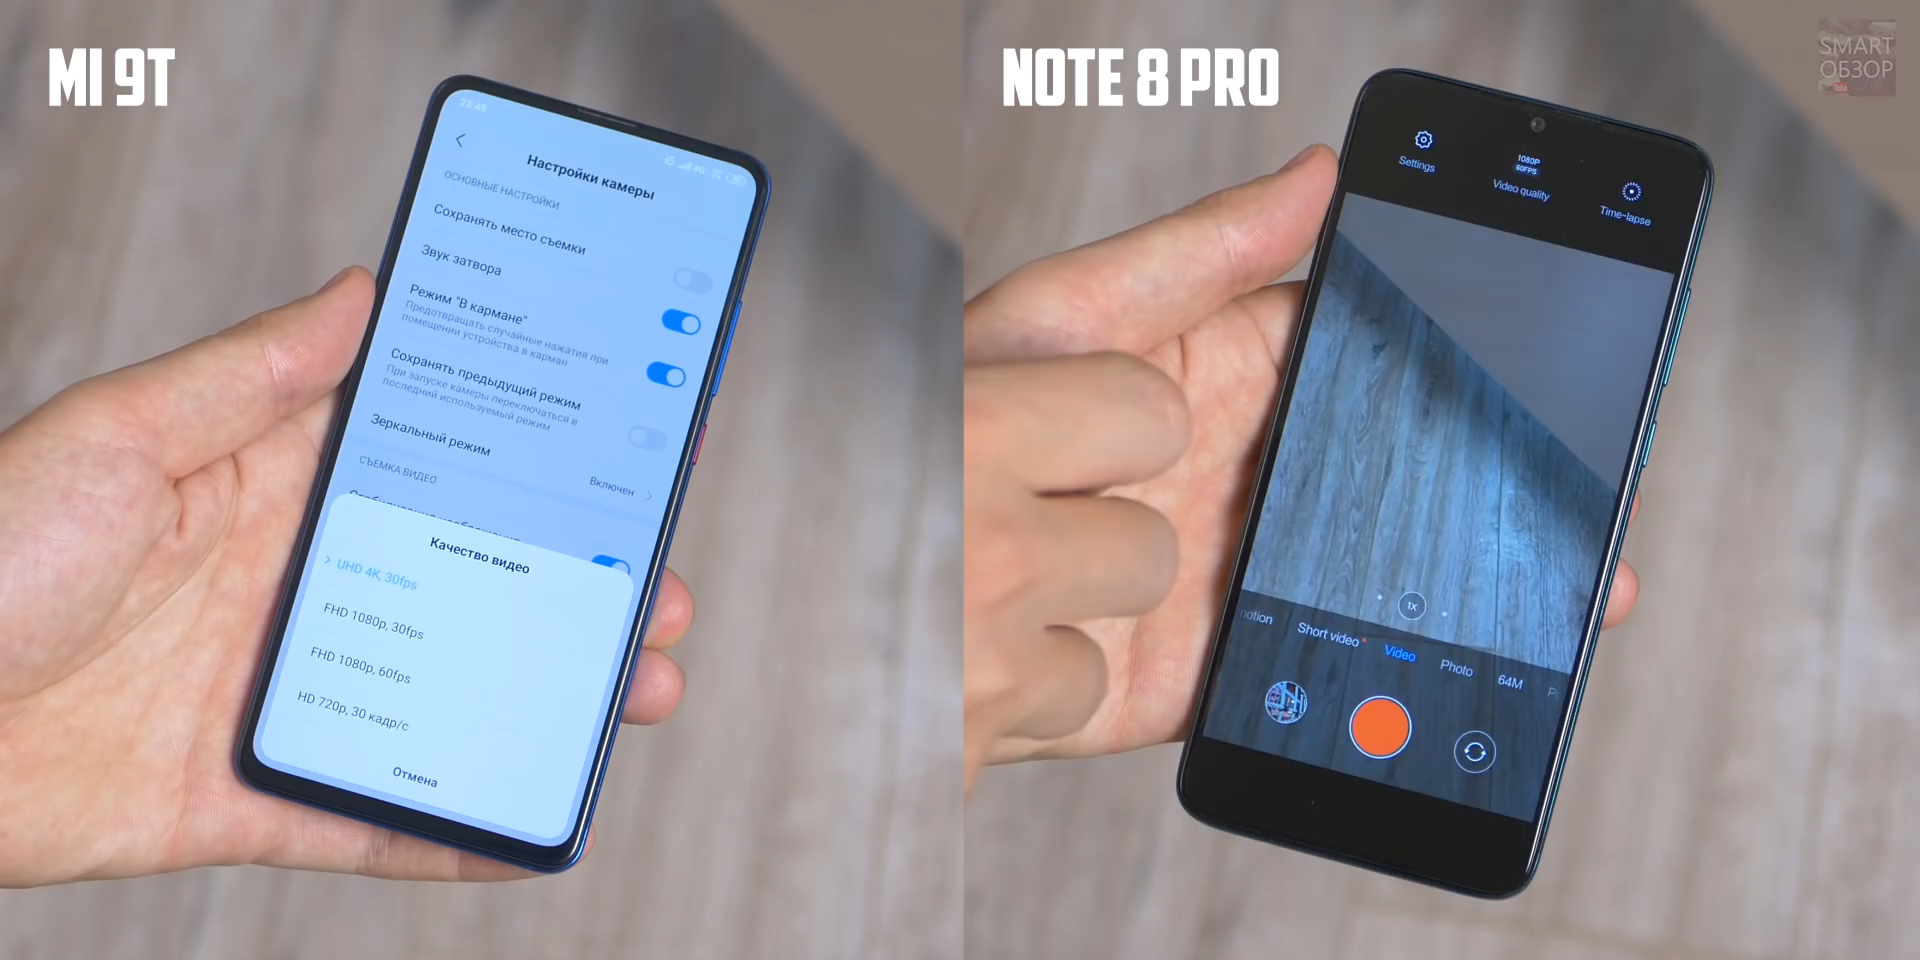 MI 9T
NOTE 8 PRO
SMART
ОБЗОР
22:49
Настройки камеры
ОСНОВНЫЕ НАСТРОЙКИ
Сохранять место съемки
Звук затвора
Режим "В кармане"
Предотвращать случайные нажатия при
помещении устройства в карман
Сохранять предыдущий режим
При запуске камеры переключаться в
последний используемый режим
Зеркальный режим
Включен
СЪЕМКА ВИДЕО
Качество видео
UHD 4K, 30fps
FHD 1080p, 30fps
FHD 1080p, 60fps
HD 720p, 30 кадр/с
Отмена
Settings
1080P
60FPS
Video quality
Time-lapse
1X
otion
Short video
Video
Photo
64M
P